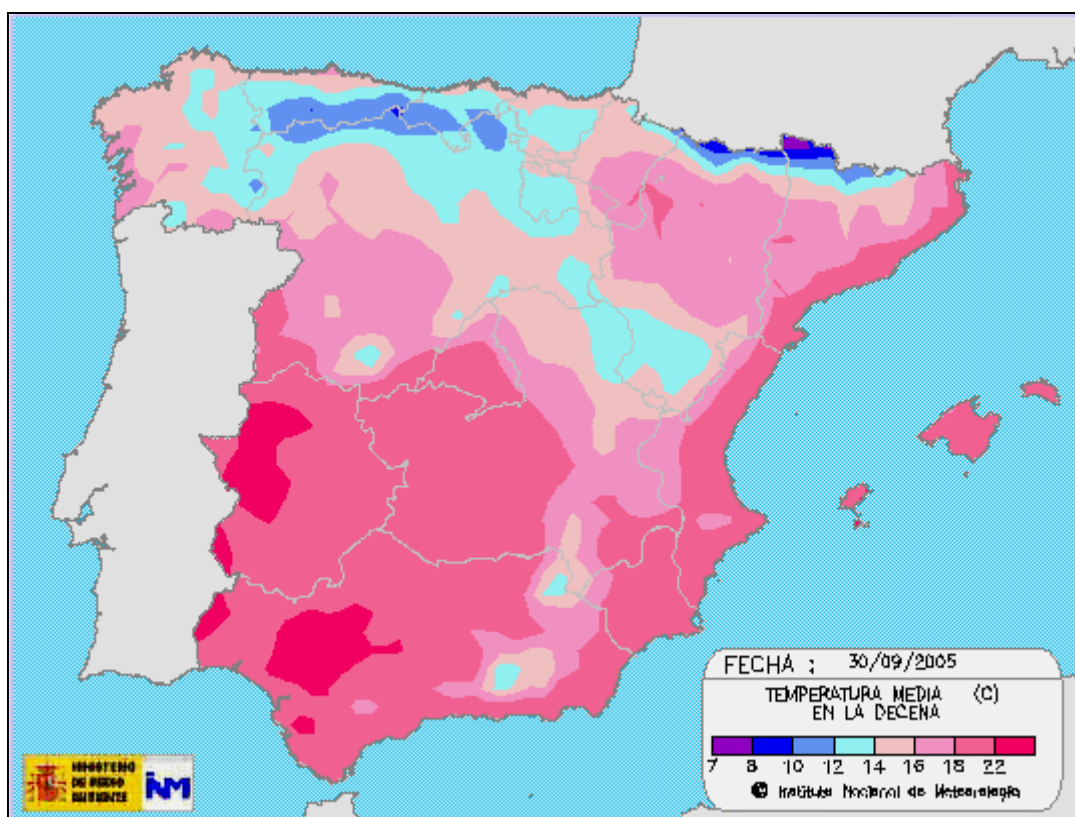 FECHA : 30/09/2005
TEMPERATURA MEDIA (C)
EN LA DECENA
7 8 10 12 14 16 18 22
© Instituto Nacional de Meteorología
MINISTERIO
DE MEDIO
AMBIENTE
INM